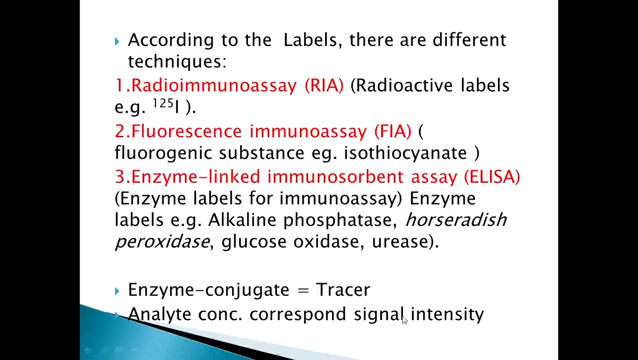 According to the  Labels, there are different
techniques:
1.Radioimmunoassay (RIA) (Radioactive labels
e.g. ¹²⁵I ).
2.Fluorescence immunoassay (FIA) (
fluorogenic substance eg. isothiocyanate )
3.Enzyme-linked immunosorbent assay (ELISA)
(Enzyme labels for immunoassay) Enzyme
labels e.g. Alkaline phosphatase, horseradish
peroxidase, glucose oxidase, urease).
Enzyme-conjugate = Tracer
Analyte conc. correspond signal intensity